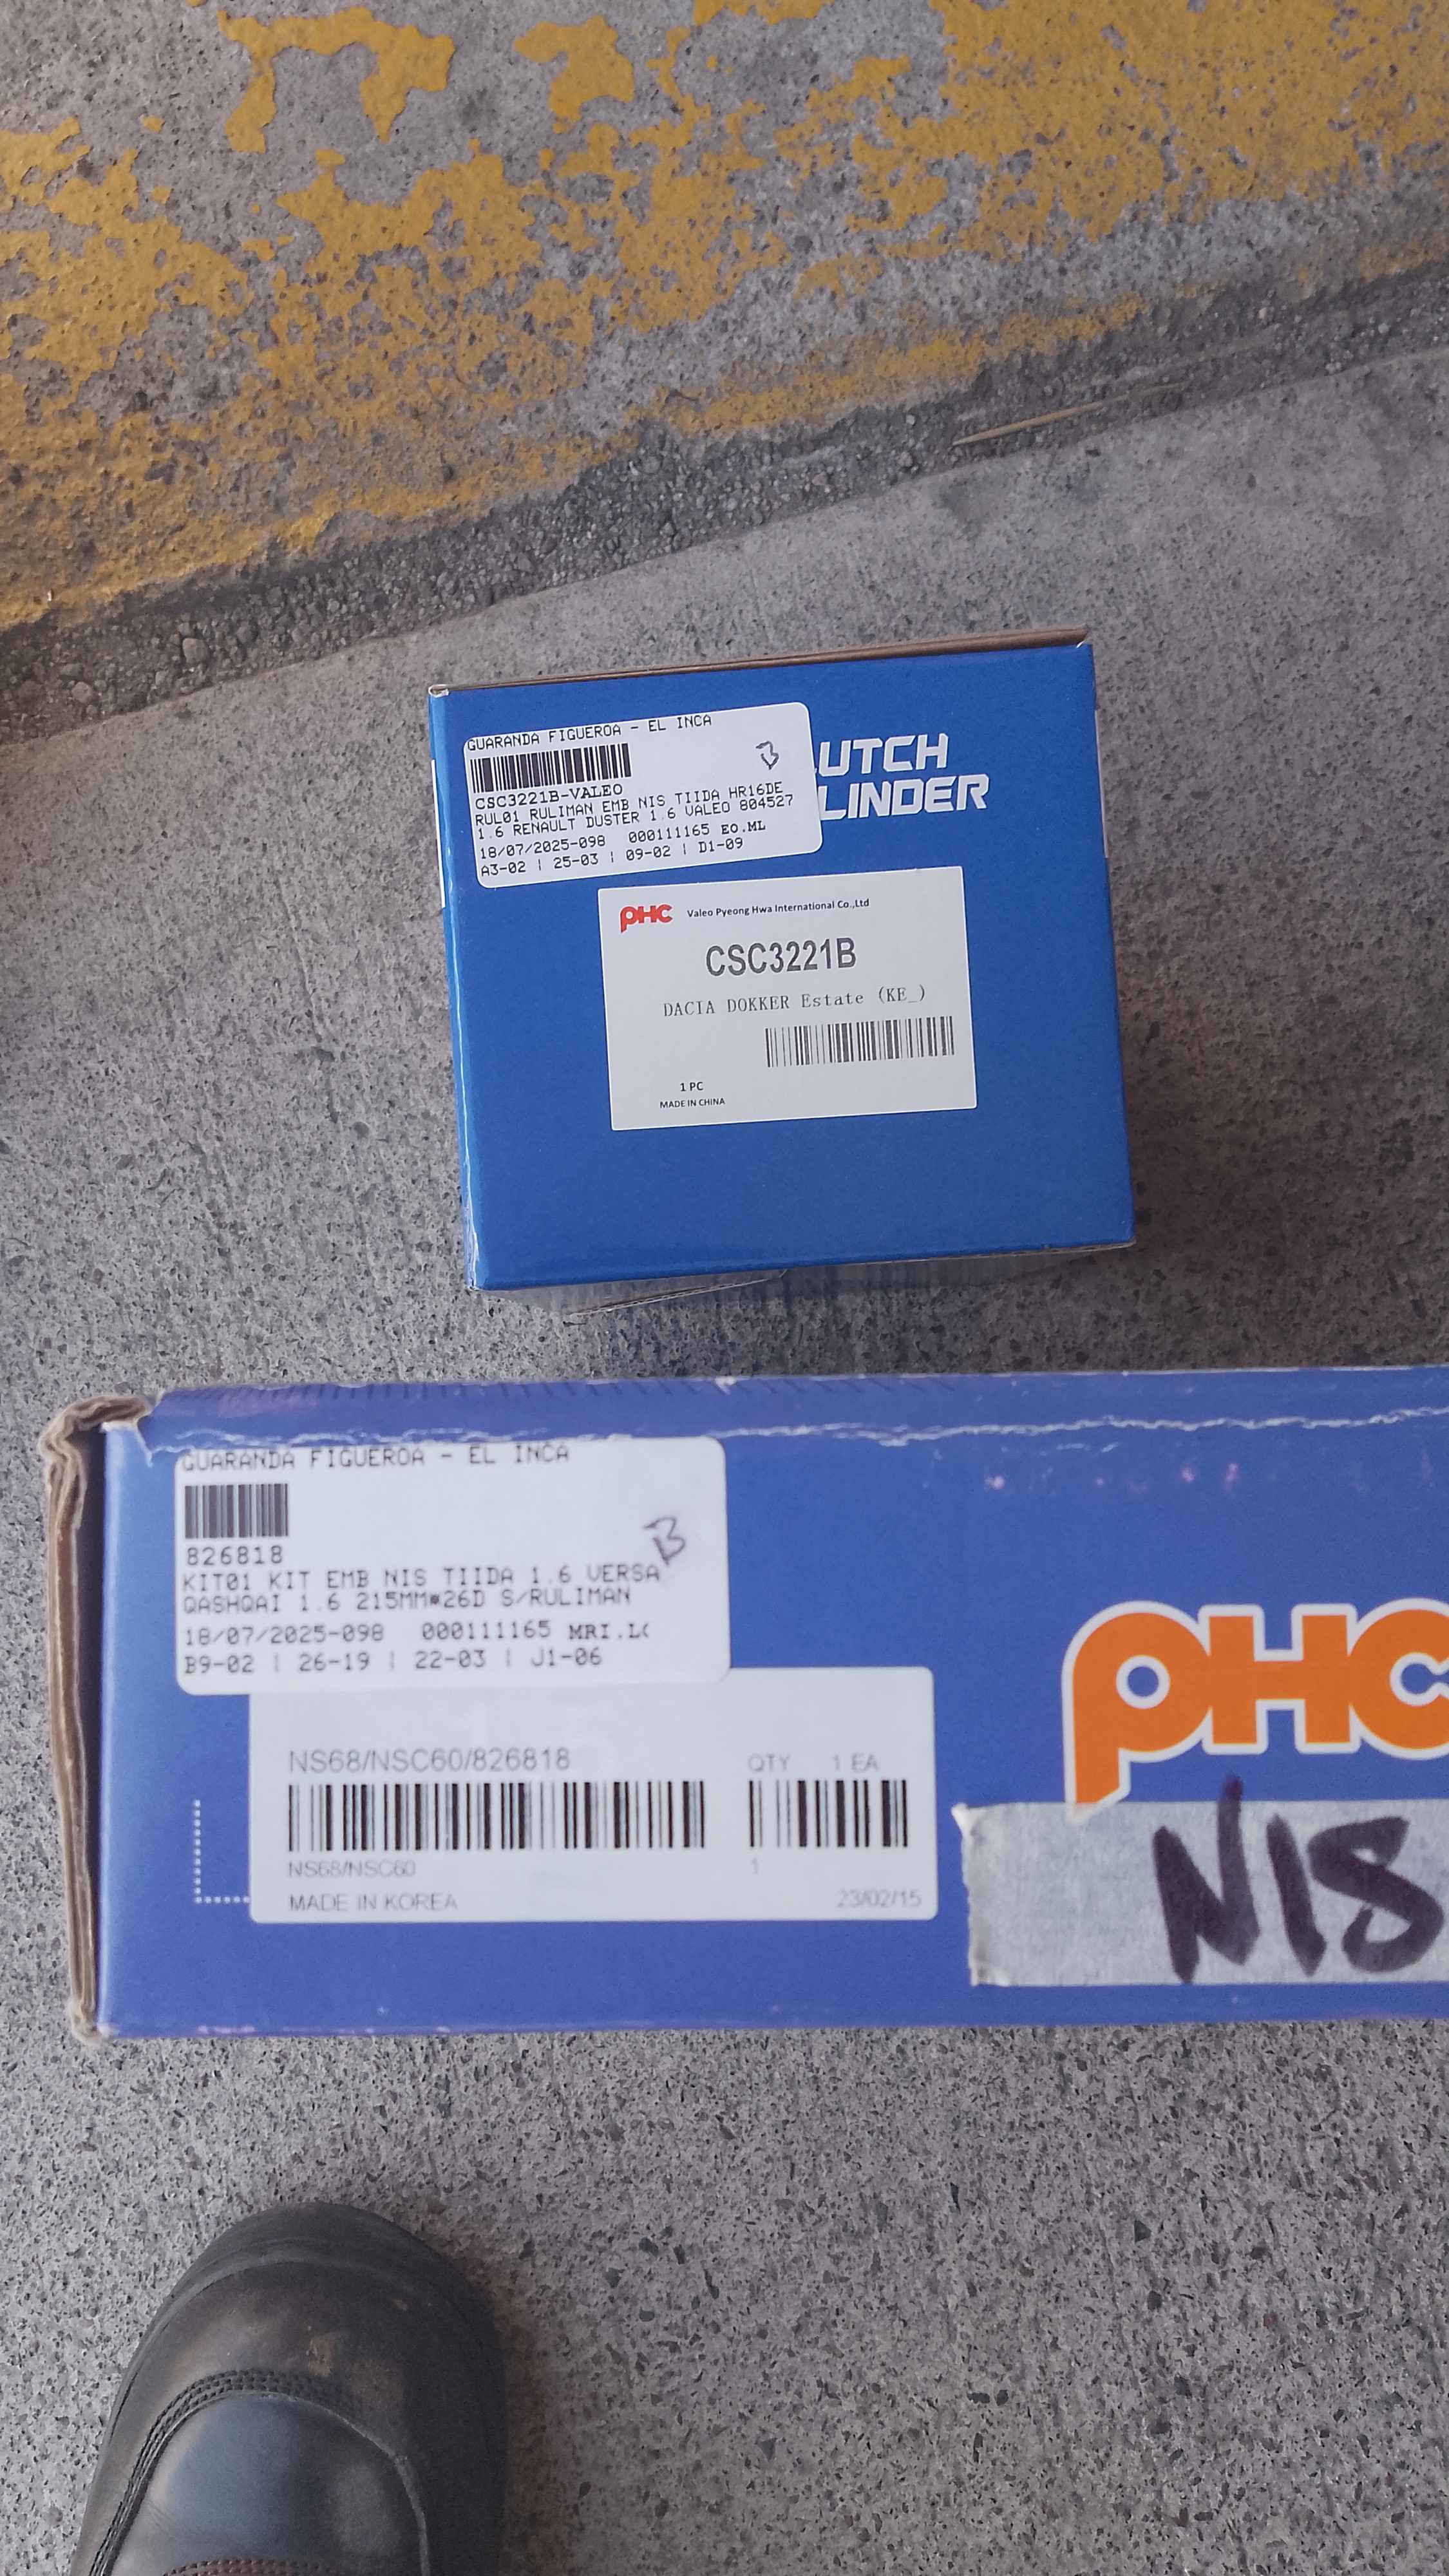 GUARANDA FIGUEROA - EL INCA
B
CSC3221B-VALEO
RUL01 RULIMAN EMB NIS TIIDA HR16DE
1.6 RENAULT DUSTER 1.6 VALEO 804527
18/07/2025-098 000111165 EO.ML
A3-02 | 25-03 | 09-02 | D1-09
LUTCH
LINDER
PHC Valeo Pyeong Hwa International Co.,Ltd
CSC3221B
DACIA DOKKER Estate (KE_)
1 PC
MADE IN CHINA
GUARANDA FIGUEROA - EL INCA
B
826818
KIT01 KIT EMB NIS TIIDA 1.6 VERSA
QASHQAI 1.6 215MM*26D S/RULIMAN
18/07/2025-098 000111165 MRI.L
B9-02 | 26-19 | 22-03 | J1-06
NS68/NSC60/826818 QTY 1 EA
NS68/NSC60 1
MADE IN KOREA 23/02/15
PHC
NIS